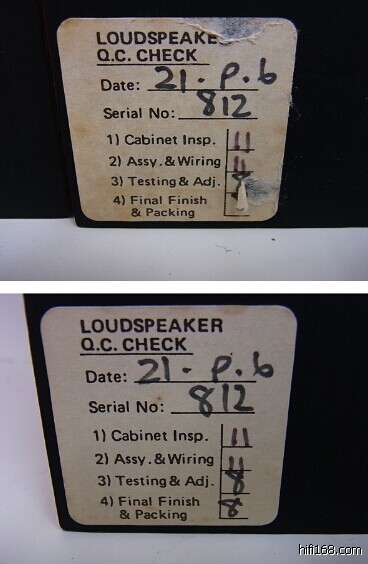 LOUDSPEAKE
Q.C. CHECK
Date: 21. P. 6
Serial No: 812
1) Cabinet Insp. 11
2) Assy. & Wiring 11
3) Testing & Adj.
4) Final Finish
& Packing
LOUDSPEAKER
Q.C. CHECK
Date: 21. P. 6
Serial No: 812
1) Cabinet Insp. 11
2) Assy. & Wiring 11
3) Testing & Adj. 8
4) Final Finish 8
& Packing
hifi168.com